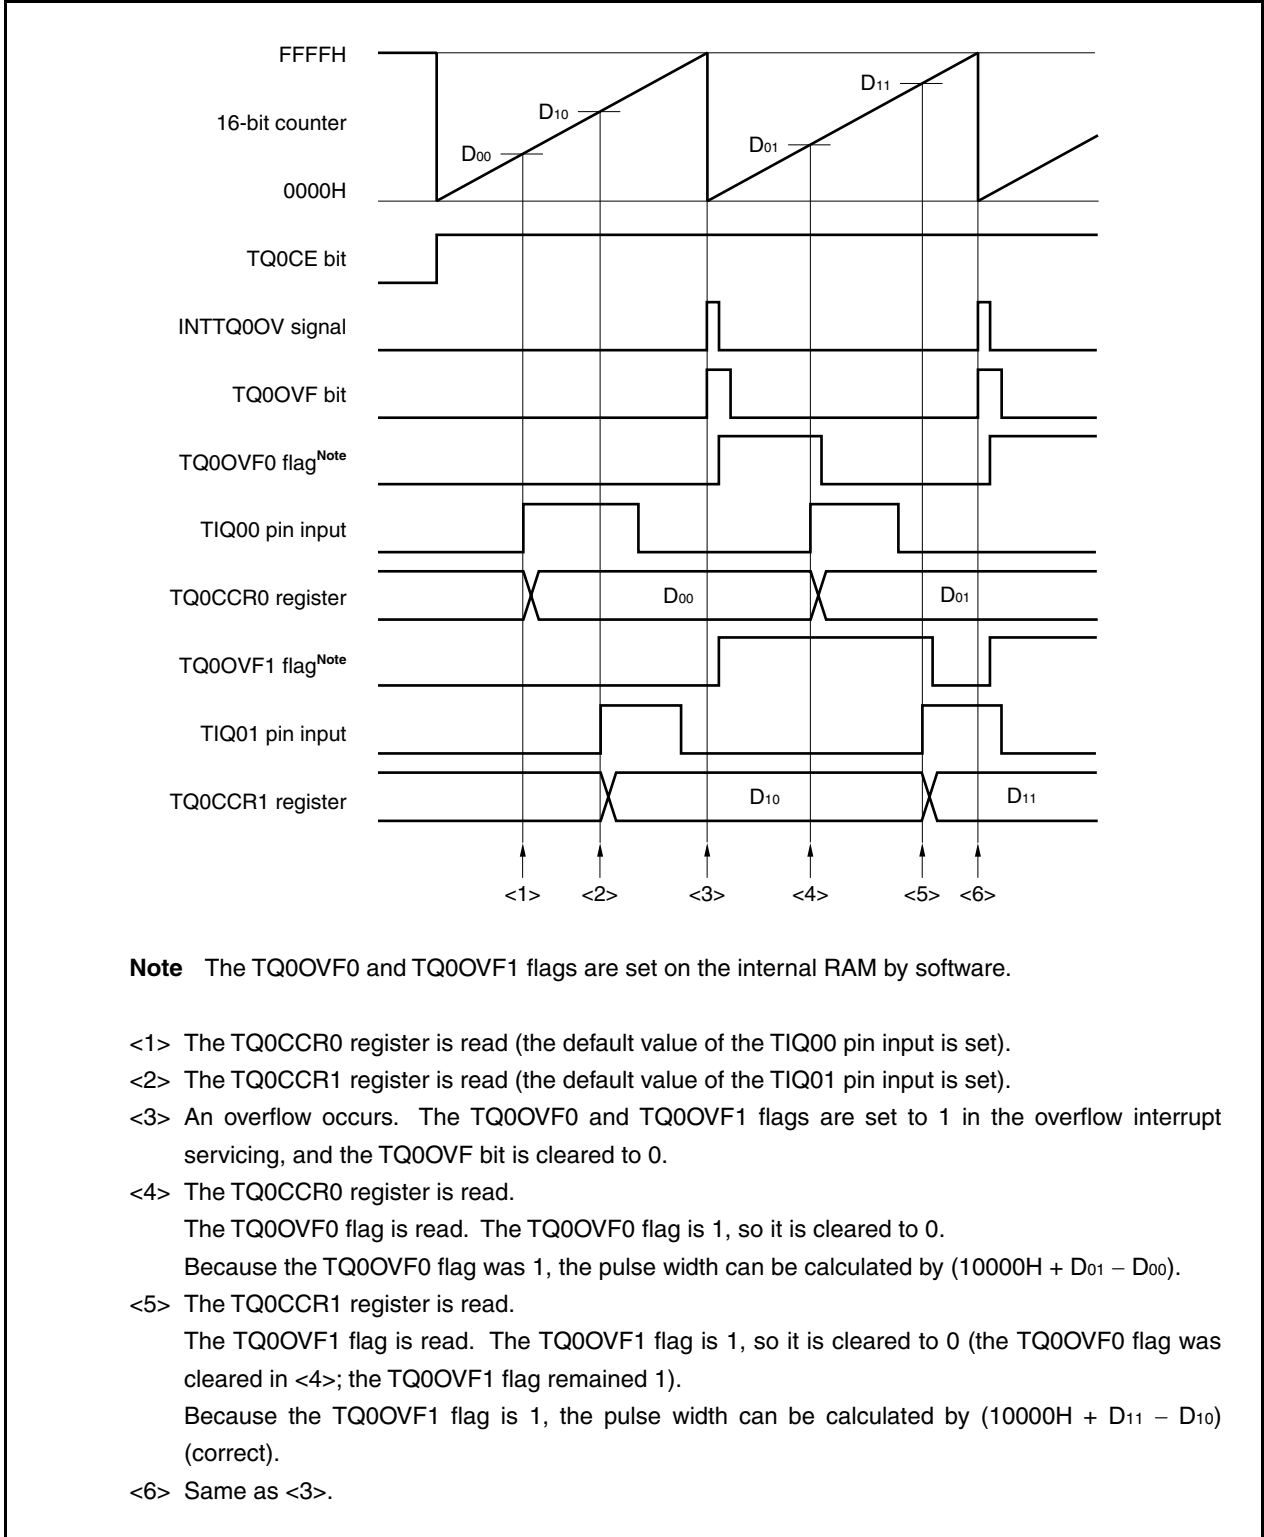 FFFFH
D11
D10
16-bit counter
D01
D00
0000H
TQ0CE bit
INTTQ0OV signal
TQ0OVF bit
TQ0OVF0 flagNote
TIQ00 pin input
TQ0CCR0 register
D00
D01
TQ0OVF1 flagNote
TIQ01 pin input
TQ0CCR1 register
D10
D11
<1> <2> <3> <4> <5> <6>
Note The TQ0OVF0 and TQ0OVF1 flags are set on the internal RAM by software.
<1> The TQ0CCR0 register is read (the default value of the TIQ00 pin input is set).
<2> The TQ0CCR1 register is read (the default value of the TIQ01 pin input is set).
<3> An overflow occurs. The TQ0OVF0 and TQ0OVF1 flags are set to 1 in the overflow interrupt
servicing, and the TQ0OVF bit is cleared to 0.
<4> The TQ0CCR0 register is read.
The TQ0OVF0 flag is read. The TQ0OVF0 flag is 1, so it is cleared to 0.
Because the TQ0OVF0 flag was 1, the pulse width can be calculated by (10000H + D01 − D00).
<5> The TQ0CCR1 register is read.
The TQ0OVF1 flag is read. The TQ0OVF1 flag is 1, so it is cleared to 0 (the TQ0OVF0 flag was
cleared in <4>; the TQ0OVF1 flag remained 1).
Because the TQ0OVF1 flag is 1, the pulse width can be calculated by (10000H + D11 − D10)
(correct).
<6> Same as <3>.